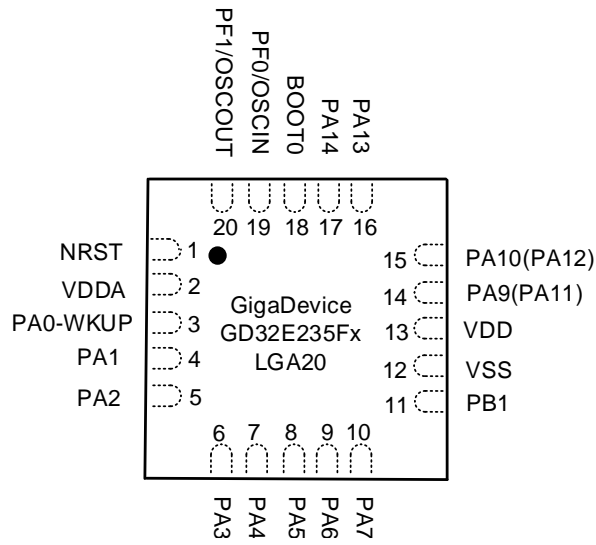 PF1/OSCOUT
PF0/OSCIN
BOOT0
PA14
PA13
20
19
18
17
16
NRST
1
VDDA
2
PA0-WKUP
3
PA1
4
PA2
5
GigaDevice
GD32E235Fx
LGA20
15
PA10(PA12)
14
PA9(PA11)
13
VDD
12
VSS
11
PB1
6
7
8
9
10
PA3
PA4
PA5
PA6
PA7